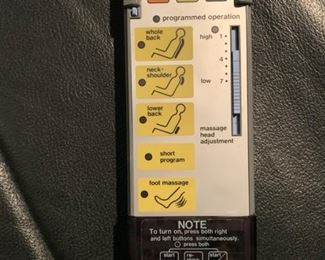 programmed operation
whole
back
high
1
4
low
7
neck-
shoulder
lower
back
massage
head
adjustment
short
program
foot massage
NOTE
To turn on, press both right
and left buttons simultaneously.
press both
start
re-
start